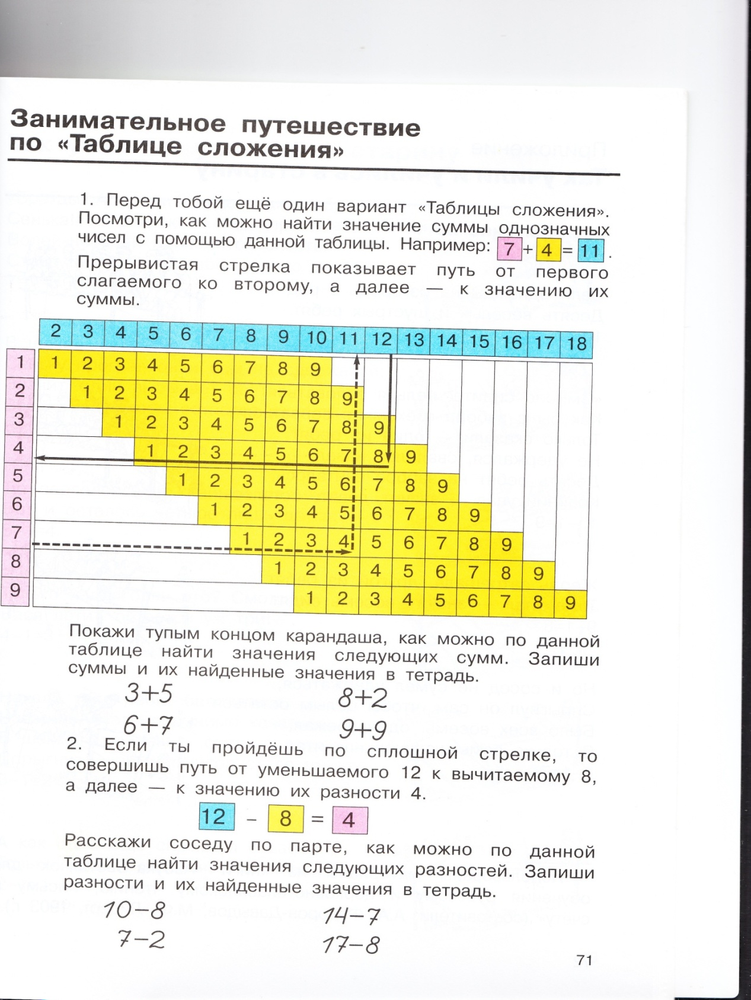 Занимательное путешествие
по «Таблице сложения»
1. Перед тобой ещё один вариант «Таблицы сложения».
Посмотри, как можно найти значение суммы однозначных
чисел с помощью данной таблицы. Например: 7 + 4 = 11 .
Прерывистая стрелка показывает путь от первого
слагаемого ко второму, а далее — к значению их
суммы.
2 3 4 5 6 7 8 9 10 11 12 13 14 15 16 17 18
1 1 2 3 4 5 6 7 8 9
2 1 2 3 4 5 6 7 8 9
3 1 2 3 4 5 6 7 8 9
4 1 2 3 4 5 6 7 8 9
5 1 2 3 4 5 6 7 8 9
6 1 2 3 4 5 6 7 8 9
7 1 2 3 4 5 6 7 8 9
8 1 2 3 4 5 6 7 8 9
9 1 2 3 4 5 6 7 8 9
Покажи тупым концом карандаша, как можно по данной
таблице найти значения следующих сумм. Запиши
суммы и их найденные значения в тетрадь.
3+5 8+2
6+7 9+9
2. Если ты пройдёшь по сплошной стрелке, то
совершишь путь от уменьшаемого 12 к вычитаемому 8,
а далее — к значению их разности 4.
12 – 8 = 4
Расскажи соседу по парте, как можно по данной
таблице найти значения следующих разностей. Запиши
разности и их найденные значения в тетрадь.
10–8 14–7
7–2 17–8
71